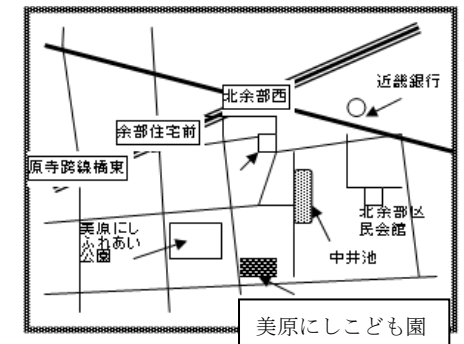 近畿銀行
北余部西
余部住宅前
原寺跨線橋東
北余部区
民会館
美原にし
ふれあい
公園
中井池
美原にしこども園